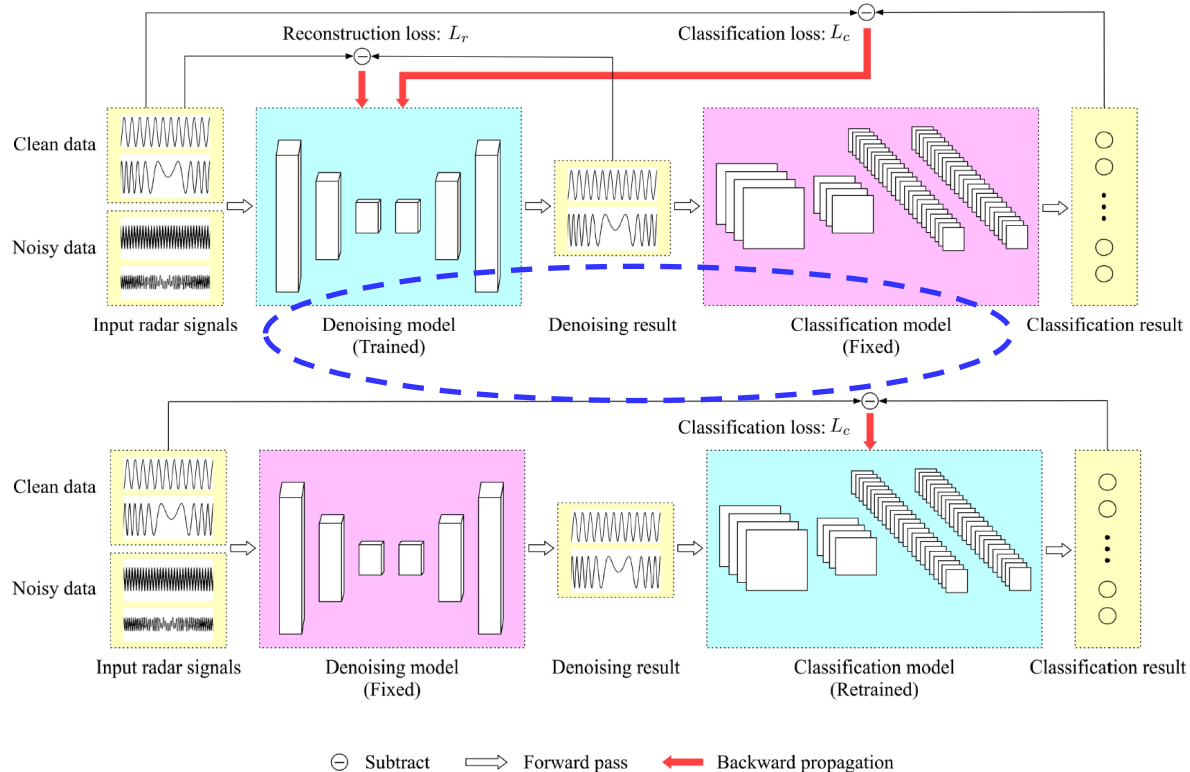 Reconstruction loss: L_r
Classification loss: L_c
Clean data
Noisy data
Input radar signals
Denoising model
(Trained)
Denoising result
Classification model
(Fixed)
Classification result
Classification loss: L_c
Clean data
Noisy data
Input radar signals
Denoising model
(Fixed)
Denoising result
Classification model
(Retrained)
Classification result
Subtract
Forward pass
Backward propagation